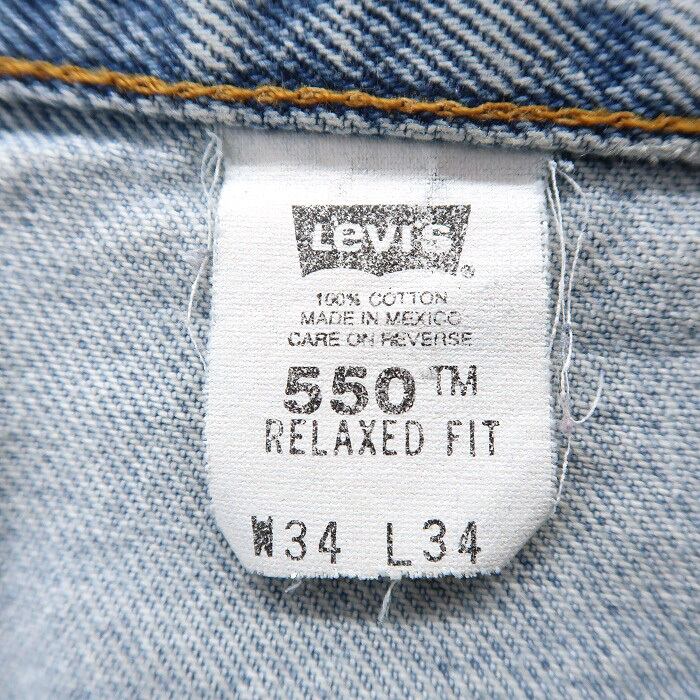 Levi's®
100% COTTON
MADE IN MEXICO
CARE ON REVERSE
550™
RELAXED FIT
W34 L34